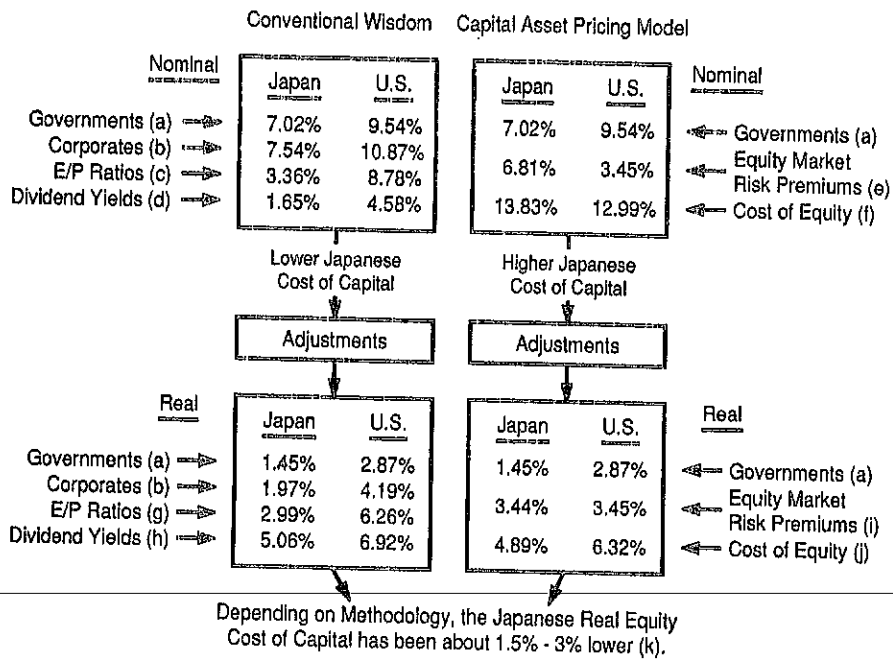 Conventional Wisdom Capital Asset Pricing Model
Nominal Japan U.S. Japan U.S. Nominal
Governments (a) 7.02% 9.54% 7.02% 9.54% Governments (a)
Corporates (b) 7.54% 10.87%
E/P Ratios (c) 3.36% 8.78% 6.81% 3.45% Equity Market
Risk Premiums (e)
Dividend Yields (d) 1.65% 4.58% 13.83% 12.99% Cost of Equity (f)
Lower Japanese Higher Japanese
Cost of Capital Cost of Capital
Adjustments Adjustments
Real Japan U.S. Japan U.S. Real
Governments (a) 1.45% 2.87% 1.45% 2.87% Governments (a)
Corporates (b) 1.97% 4.19%
E/P Ratios (g) 2.99% 6.26% 3.44% 3.45% Equity Market
Risk Premiums (i)
Dividend Yields (h) 5.06% 6.92% 4.89% 6.32% Cost of Equity (j)
Depending on Methodology, the Japanese Real Equity
Cost of Capital has been about 1.5% - 3% lower (k).